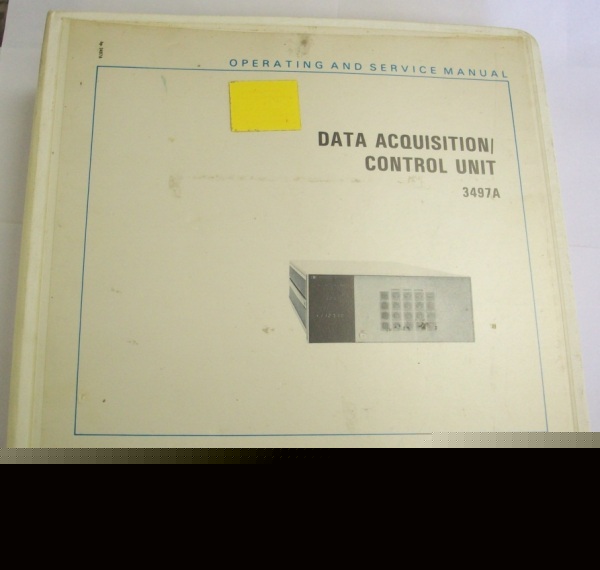 OPERATING AND SERVICE MANUAL
DATA ACQUISITION/
CONTROL UNIT
3497A